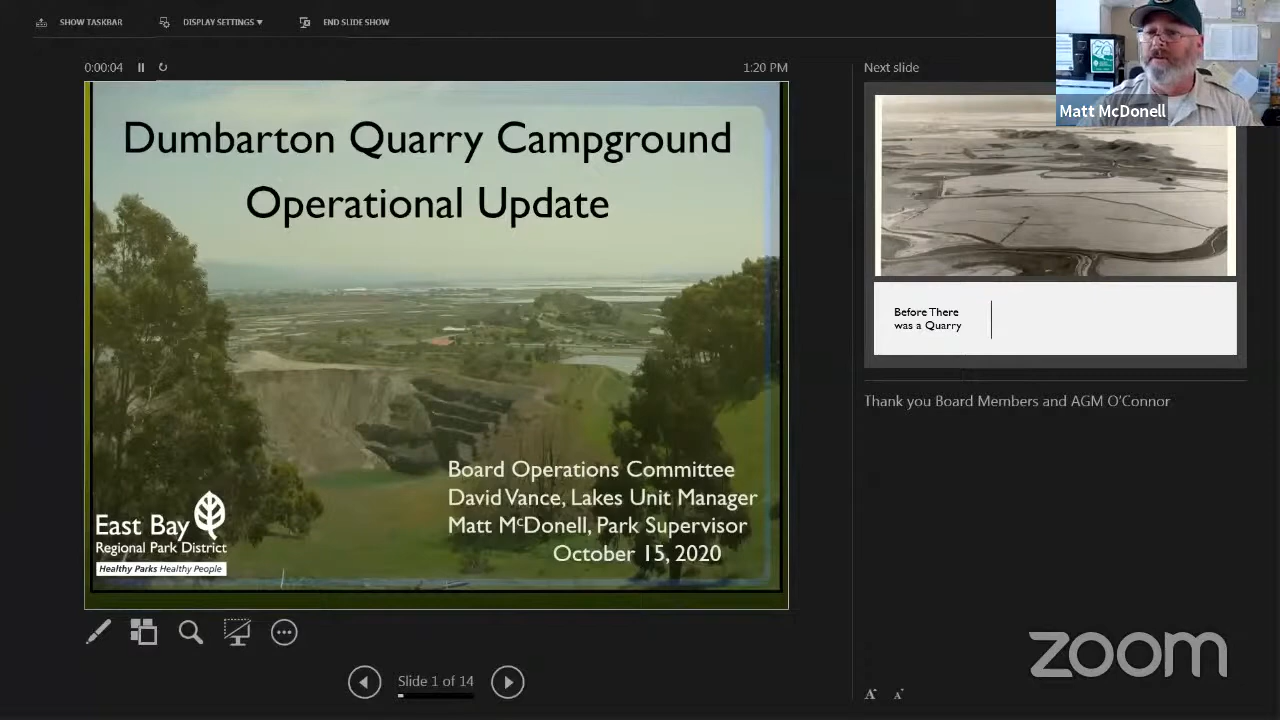 SHOW TASKBAR
DISPLAY SETTINGS ▼
END SLIDE SHOW
0:00:04
1:20 PM
Next slide
Matt McDonell
Dumbarton Quarry Campground
Operational Update
Board Operations Committee
David Vance, Lakes Unit Manager
Matt McDonell, Park Supervisor
October 15, 2020
East Bay
Regional Park District
Healthy Parks Healthy People
Before There
was a Quarry
Thank you Board Members and AGM O'Connor
Slide 1 of 14
A A
zoom